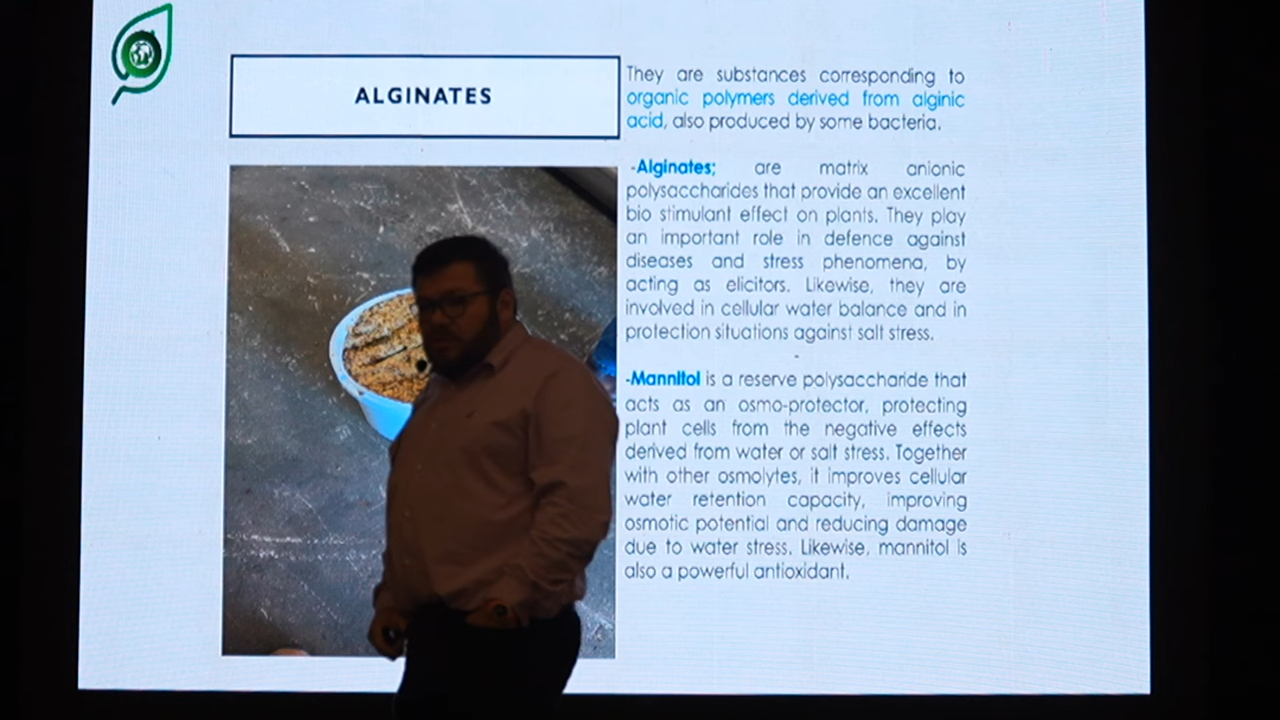 ALGINATES
They are substances corresponding to
organic polymers derived from alginic
acid, also produced by some bacteria.
-Alginates; are matrix anionic
polysaccharides that provide an excellent
bio stimulant effect on plants. They play
an important role in defence against
diseases and stress phenomena, by
acting as elicitors. Likewise, they are
involved in cellular water balance and in
protection situations against salt stress.
-Mannitol is a reserve polysaccharide that
acts as an osmo-protector, protecting
plant cells from the negative effects
derived from water or salt stress. Together
with other osmolytes, it improves cellular
water retention capacity, improving
osmotic potential and reducing damage
due to water stress. Likewise, mannitol is
also a powerful antioxidant.